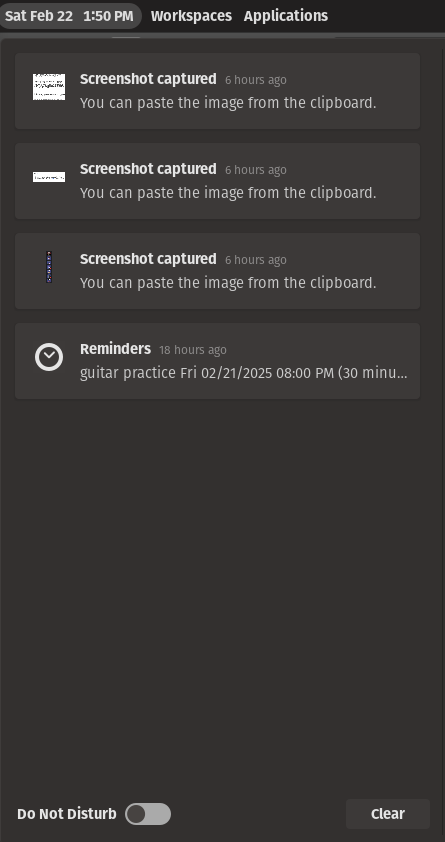 Sat Feb 22 1:50 PM Workspaces Applications
Screenshot captured 6 hours ago
You can paste the image from the clipboard.
Screenshot captured 6 hours ago
You can paste the image from the clipboard.
Screenshot captured 6 hours ago
You can paste the image from the clipboard.
Reminders 18 hours ago
guitar practice Fri 02/21/2025 08:00 PM (30 minu...
Do Not Disturb Clear